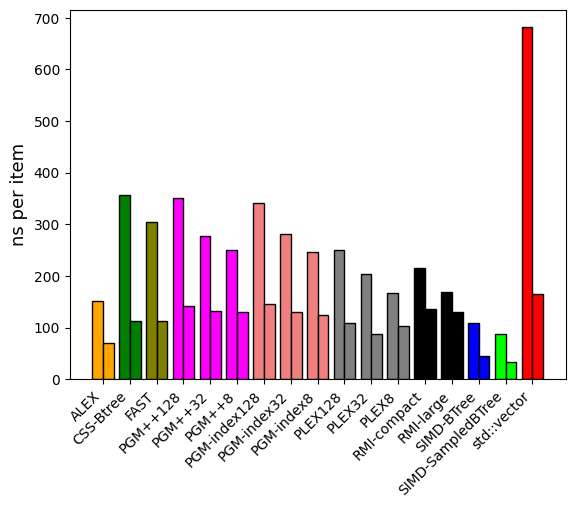 ns per item
700
600
500
400
300
200
100
0
ALEX
CSS-Btree
FAST
PGM++128
PGM++32
PGM++8
PGM-index128
PGM-index32
PGM-index8
PLEX128
PLEX32
PLEX8
RMI-compact
RMI-large
SIMD-BTree
SIMD-SampledBTree
std::vector